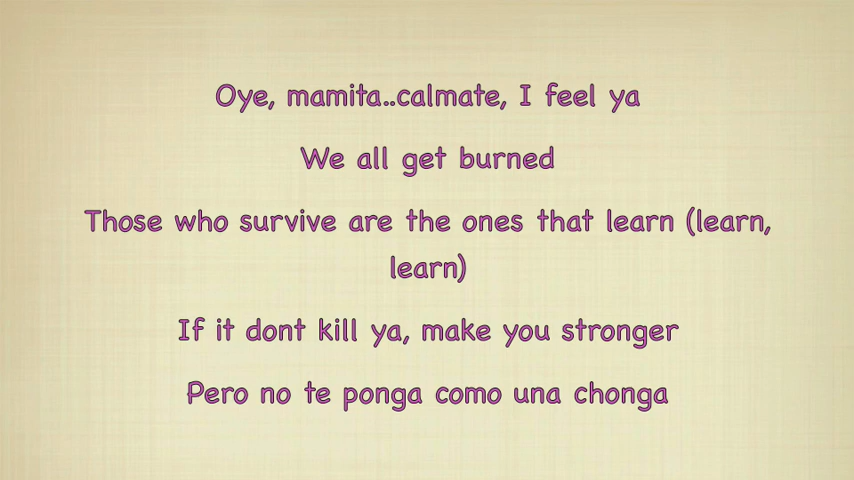 Oye, mamita..calmate, I feel ya
We all get burned
Those who survive are the ones that learn (learn,
learn)
If it dont kill ya, make you stronger
Pero no te ponga como una chonga